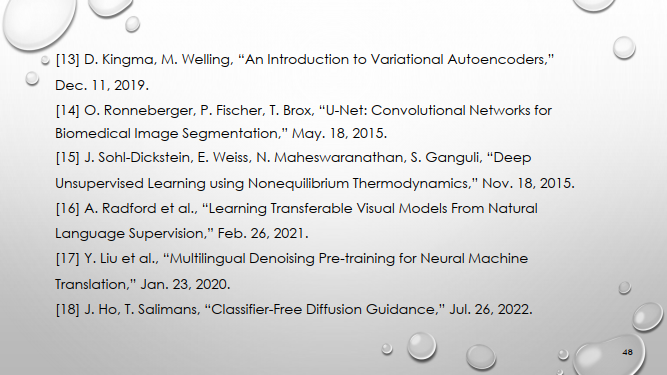 [13] D. Kingma, M. Welling, “An Introduction to Variational Autoencoders,”
Dec. 11, 2019.
[14] O. Ronneberger, P. Fischer, T. Brox, “U-Net: Convolutional Networks for
Biomedical Image Segmentation,” May. 18, 2015.
[15] J. Sohl-Dickstein, E. Weiss, N. Maheswaranathan, S. Ganguli, “Deep
Unsupervised Learning using Nonequilibrium Thermodynamics,” Nov. 18, 2015.
[16] A. Radford et al., “Learning Transferable Visual Models From Natural
Language Supervision,” Feb. 26, 2021.
[17] Y. Liu et al., “Multilingual Denoising Pre-training for Neural Machine
Translation,” Jan. 23, 2020.
[18] J. Ho, T. Salimans, “Classifier-Free Diffusion Guidance,” Jul. 26, 2022.
48